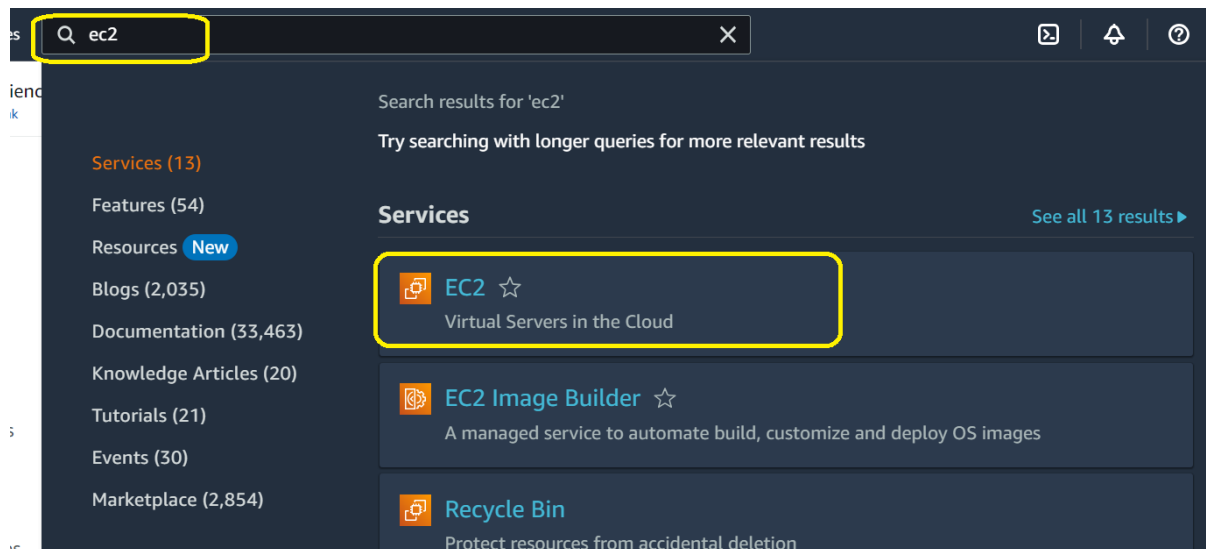 es
ec2
ienc
nk
Search results for 'ec2'
Try searching with longer queries for more relevant results
Services (13)
Features (54)
Resources New
Blogs (2,035)
Documentation (33,463)
Knowledge Articles (20)
Tutorials (21)
Events (30)
Marketplace (2,854)
Services
See all 13 results
EC2
Virtual Servers in the Cloud
EC2 Image Builder
A managed service to automate build, customize and deploy OS images
Recycle Bin
Protect resources from accidental deletion